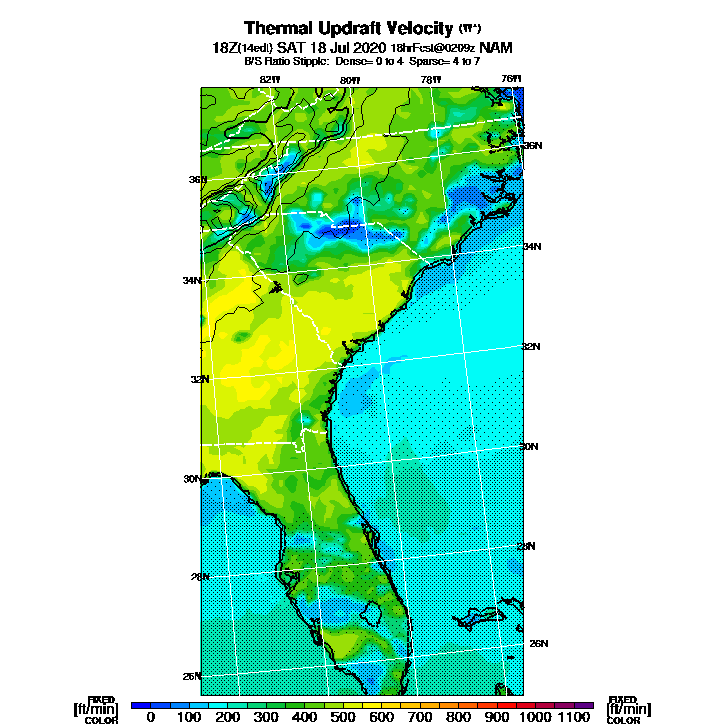 Thermal Updraft Velocity (W*)
18Z(14edt) SAT 18 Jul 2020 18hrFcst@0209z NAM
B/S Ratio Stipple: Dense= 0 to 4 Sparse= 4 to 7
82W 80W 78W 76W
36N
36N
34N
34N
32N
32N
30N
30N
28N
28N
26N
26N
FIXED FIXED
[ft/min] 0 100 200 300 400 500 600 700 800 900 1000 1100 [ft/min]
COLOR COLOR